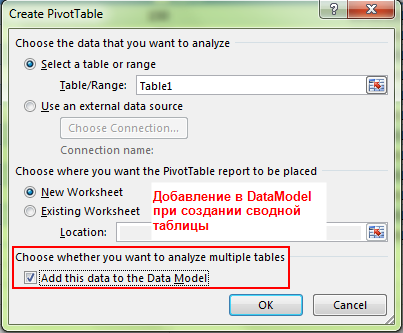 Create PivotTable
Choose the data that you want to analyze
Select a table or range
Table/Range: Table1
Use an external data source
Choose Connection...
Connection name:
Choose where you want the PivotTable report to be placed
New Worksheet
Existing Worksheet
Location:
Добавление в DataModel
при создании сводной
таблицы
Choose whether you want to analyze multiple tables
Add this data to the Data Model
OK Cancel